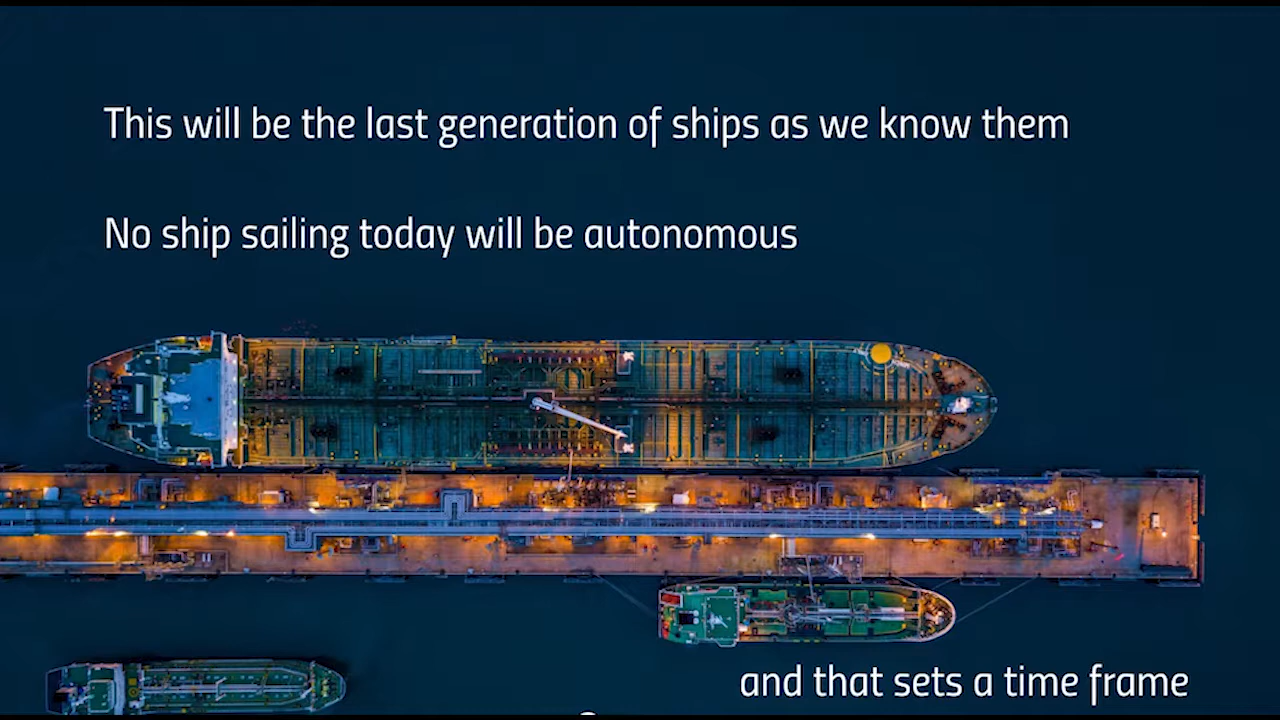 This will be the last generation of ships as we know them
No ship sailing today will be autonomous
and that sets a time frame